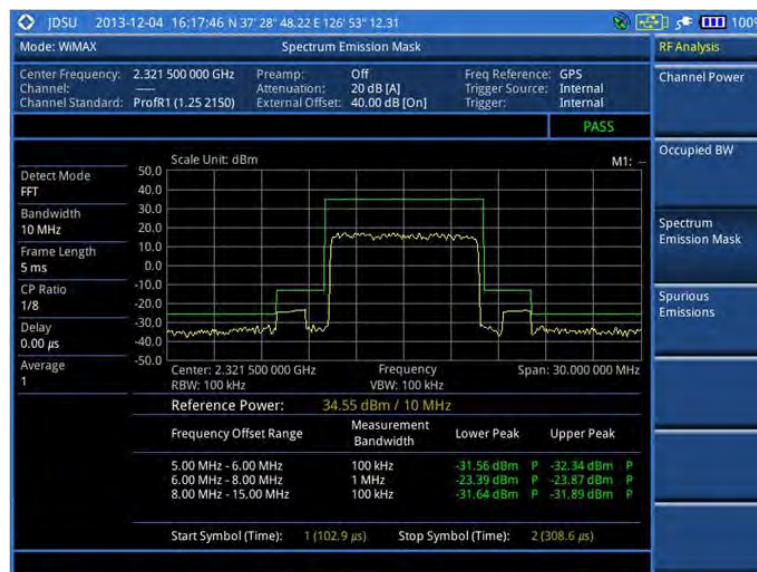 JDSU 2013-12-04 16:17:46 N 37' 28" 48.22 E 126' 53" 12.31 100%
Mode: WiMAX Spectrum Emission Mask RF Analysis
Center Frequency: 2.321 500 000 GHz Preamp: Off Freq Reference: GPS
Channel: ---- Attenuation: 20 dB [A] Trigger Source: Internal
Channel Standard: ProfR1 (1.25 2150) External Offset: 40.00 dB [On] Trigger: Internal
Channel Power
PASS
Occupied BW
Spectrum
Emission Mask
Spurious
Emissions
Detect Mode
FFT
Bandwidth
10 MHz
Frame Length
5 ms
CP Ratio
1/8
Delay
0.00 µs
Average
1
Scale Unit: dBm M1: --
50.0
40.0
30.0
20.0
10.0
0.0
-10.0
-20.0
-30.0
-40.0
-50.0
Center: 2.321 500 000 GHz Frequency Span: 30.000 000 MHz
RBW: 100 kHz VBW: 100 kHz
Reference Power: 34.55 dBm / 10 MHz
Frequency Offset Range Measurement Bandwidth Lower Peak Upper Peak
5.00 MHz - 6.00 MHz 100 kHz -31.56 dBm P -32.34 dBm P
6.00 MHz - 8.00 MHz 1 MHz -23.39 dBm P -23.87 dBm P
8.00 MHz - 15.00 MHz 100 kHz -31.64 dBm P -31.89 dBm P
Start Symbol (Time): 1 (102.9 µs) Stop Symbol (Time): 2 (308.6 µs)